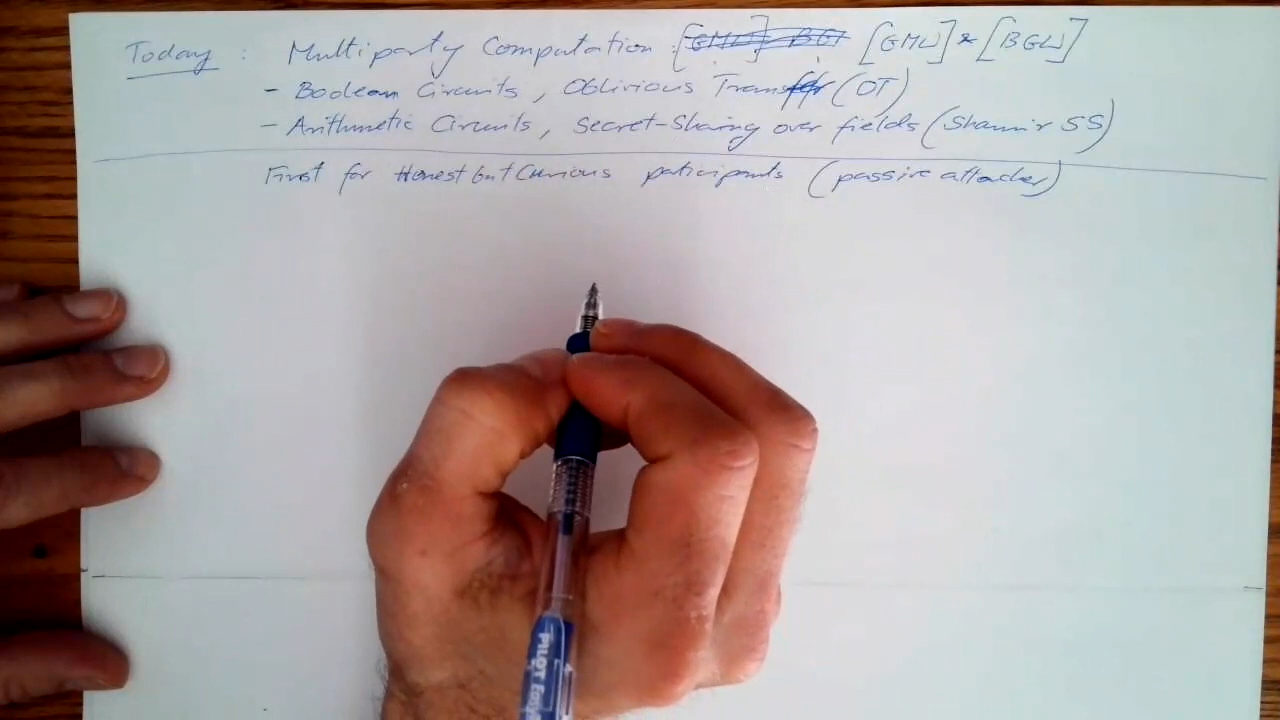 Today : Multiparty Computation : [GMW] & [BGW]
- Boolean Circuits, Oblivious Transfer (OT)
- Arithmetic Circuits, Secret-Sharing over fields (Shamir SS)
First for Honest but Curious participants (passive attacker)
PILOT